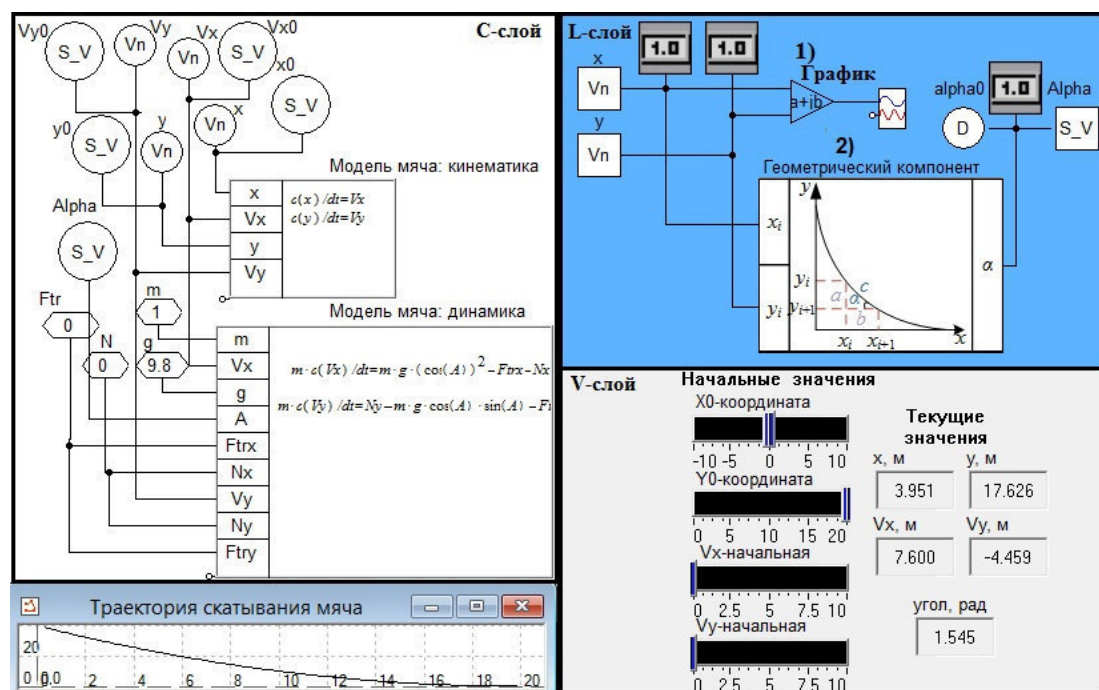 Vy0
Vy
Vx
Vx0
С-слой
S_V
Vn
Vn
S_V
x0
y0
y
x
S_V
S_V
Vn
Vn
Модель мяча: кинематика
Alpha
S_V
x
Vx
y
Vy
c(x)/dt=Vx
c(y)/dt=Vy
Модель мяча: динамика
Ftr
0
m
1
N
0
g
9.8
m
Vx
g
A
Ftrx
Nx
Vy
Ny
Ftry
m·c(Vx)/dt=m·g·(cos(A))²−Ftrx−Nx
m·c(Vy)/dt=Ny−m·g·cos(A)·sin(A)−Ft
Траектория скатывания мяча
20
0
0.0 2 4 6 8 10 12 14 16 18 20
L-слой
1.0
1.0
1)
График
x
Vn
a+ib
y
Vn
alpha0
1.0
Alpha
D
S_V
2)
Геометрический компонент
xᵢ
yᵢ
y
yᵢ
yᵢ₊₁
a
α
c
b
xᵢ
xᵢ₊₁
x
α
V-слой
Начальные значения
X0-координата
-10 -5 0 5 10
Y0-координата
0 5 10 15 20
Vx-начальная
0 2.5 5 7.5 10
Vy-начальная
0 2.5 5 7.5 10
Текущие
значения
x, м
y, м
3.951
17.626
Vx, м
Vy, м
7.600
-4.459
угол, рад
1.545